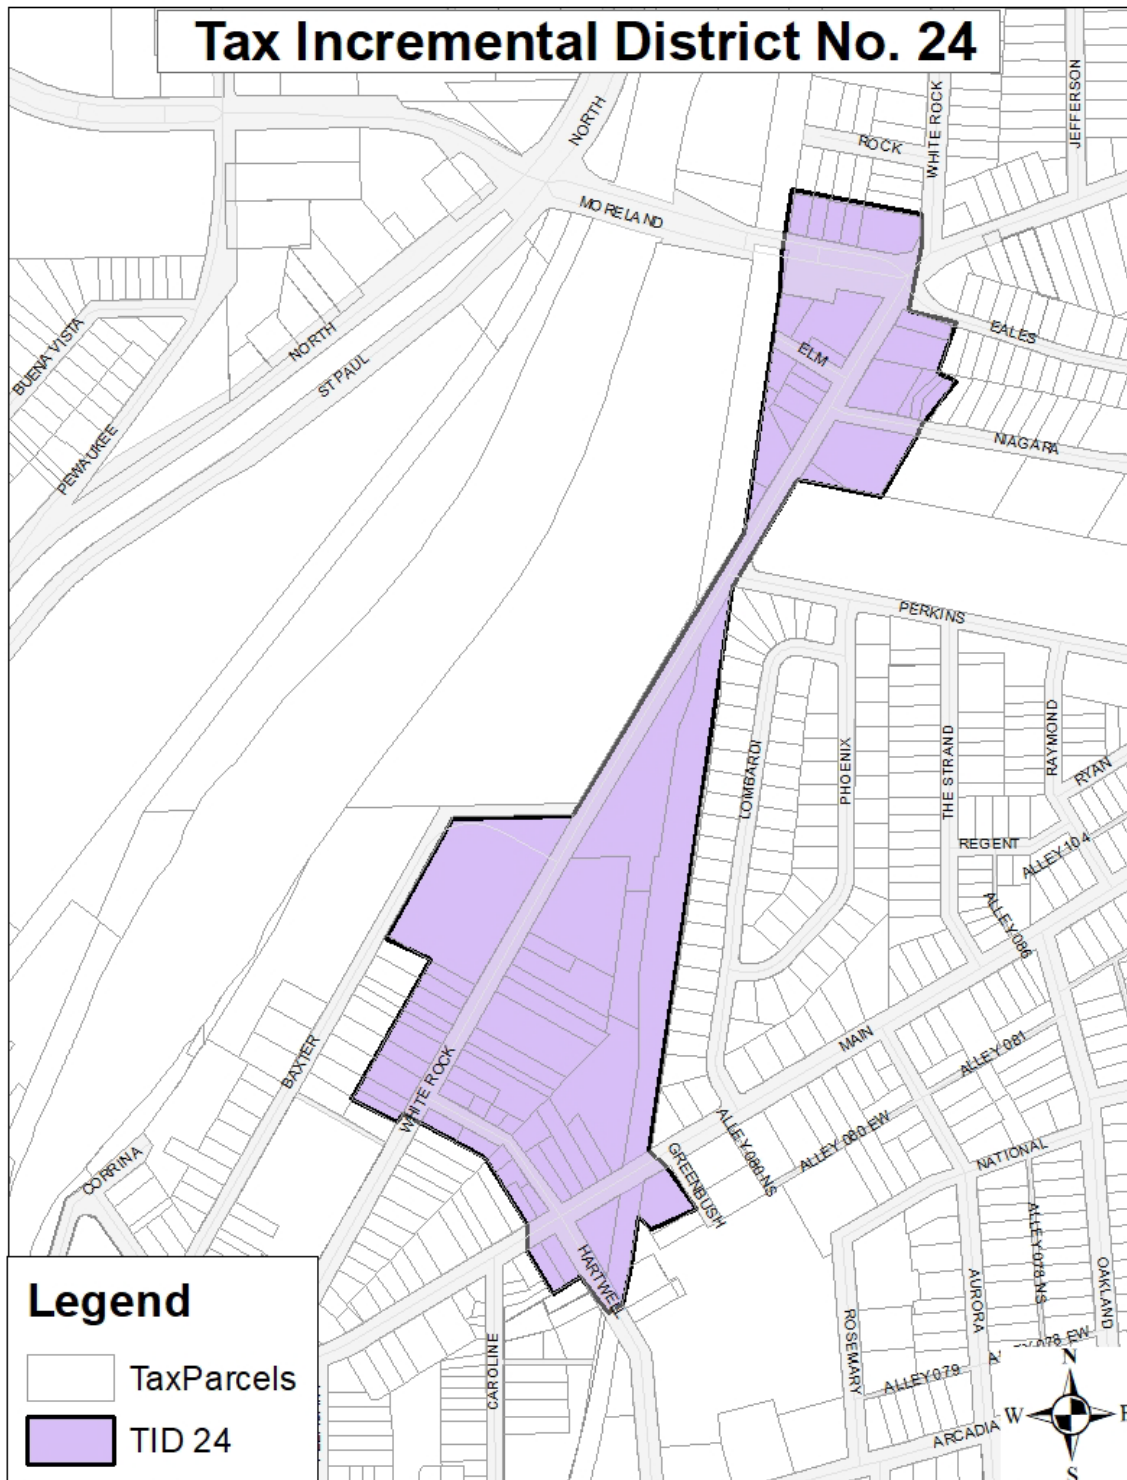 Tax Incremental District No. 24
NORTH
WHITE ROCK
JEFFERSON
ROCK
MORELAND
EALES
BUENA VISTA
NORTH
ST PAUL
ELM
PEWAUKEE
NIAGARA
PERKINS
LOMBARDI
PHOENIX
THE STRAND
RAYMOND
RYAN
REGENT
ALLEY 104
ALLEY 086
MAIN
BAXTER
WHITE ROCK
ALLEY 081
ALLEY 080 NS
ALLEY 080 EW
GREENBUSH
NATIONAL
CORRINA
HARTWELL
ALLEY 078 NS
OAKLAND
AURORA
ROSEMARY
CAROLINE
078 EW
ALLEY 079
ARCADIA
Legend
TaxParcels
TID 24
N
W
S